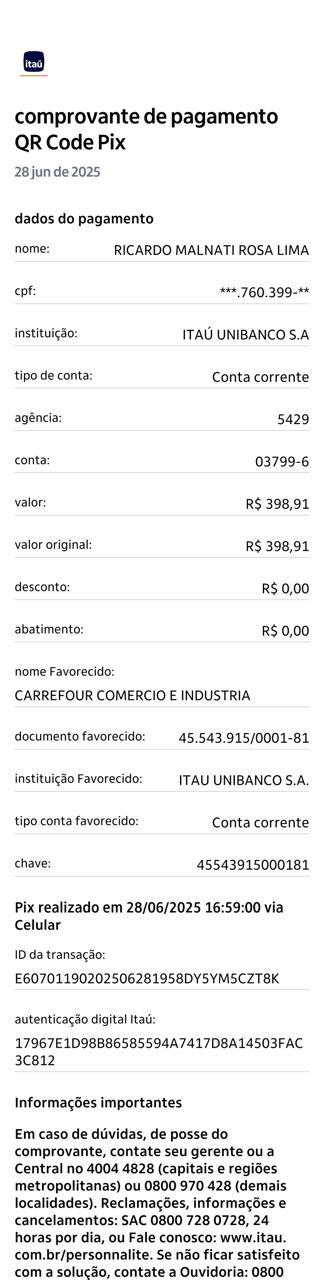 itaú
comprovante de pagamento
QR Code Pix
28 jun de 2025
dados do pagamento
nome: RICARDO MALNATI ROSA LIMA
cpf: ***.760.399-**
instituição: ITAÚ UNIBANCO S.A
tipo de conta: Conta corrente
agência: 5429
conta: 03799-6
valor: R$ 398,91
valor original: R$ 398,91
desconto: R$ 0,00
abatimento: R$ 0,00
nome Favorecido:
CARREFOUR COMERCIO E INDUSTRIA
documento favorecido: 45.543.915/0001-81
instituição Favorecido: ITAU UNIBANCO S.A.
tipo conta favorecido: Conta corrente
chave: 45543915000181
Pix realizado em 28/06/2025 16:59:00 via
Celular
ID da transação:
E60701190202506281958DY5YM5CZT8K
autenticação digital Itaú:
17967E1D98B86585594A7417D8A14503FAC
3C812
Informações importantes
Em caso de dúvidas, de posse do
comprovante, contate seu gerente ou a
Central no 4004 4828 (capitais e regiões
metropolitanas) ou 0800 970 428 (demais
localidades). Reclamações, informações e
cancelamentos: SAC 0800 728 0728, 24
horas por dia, ou Fale conosco: www.itau.
com.br/personnalite. Se não ficar satisfeito
com a solução, contate a Ouvidoria: 0800